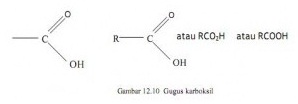 O
O
C R C atau RCO₂H atau RCOOH
OH
OH
Gambar 12.10 Gugus karboksil